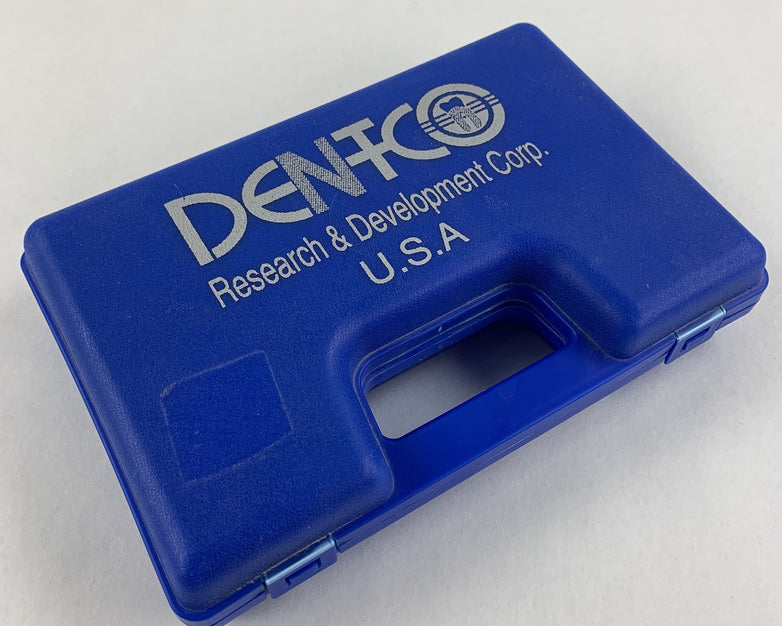 DENTCO
Research & Development Corp.
U.S.A